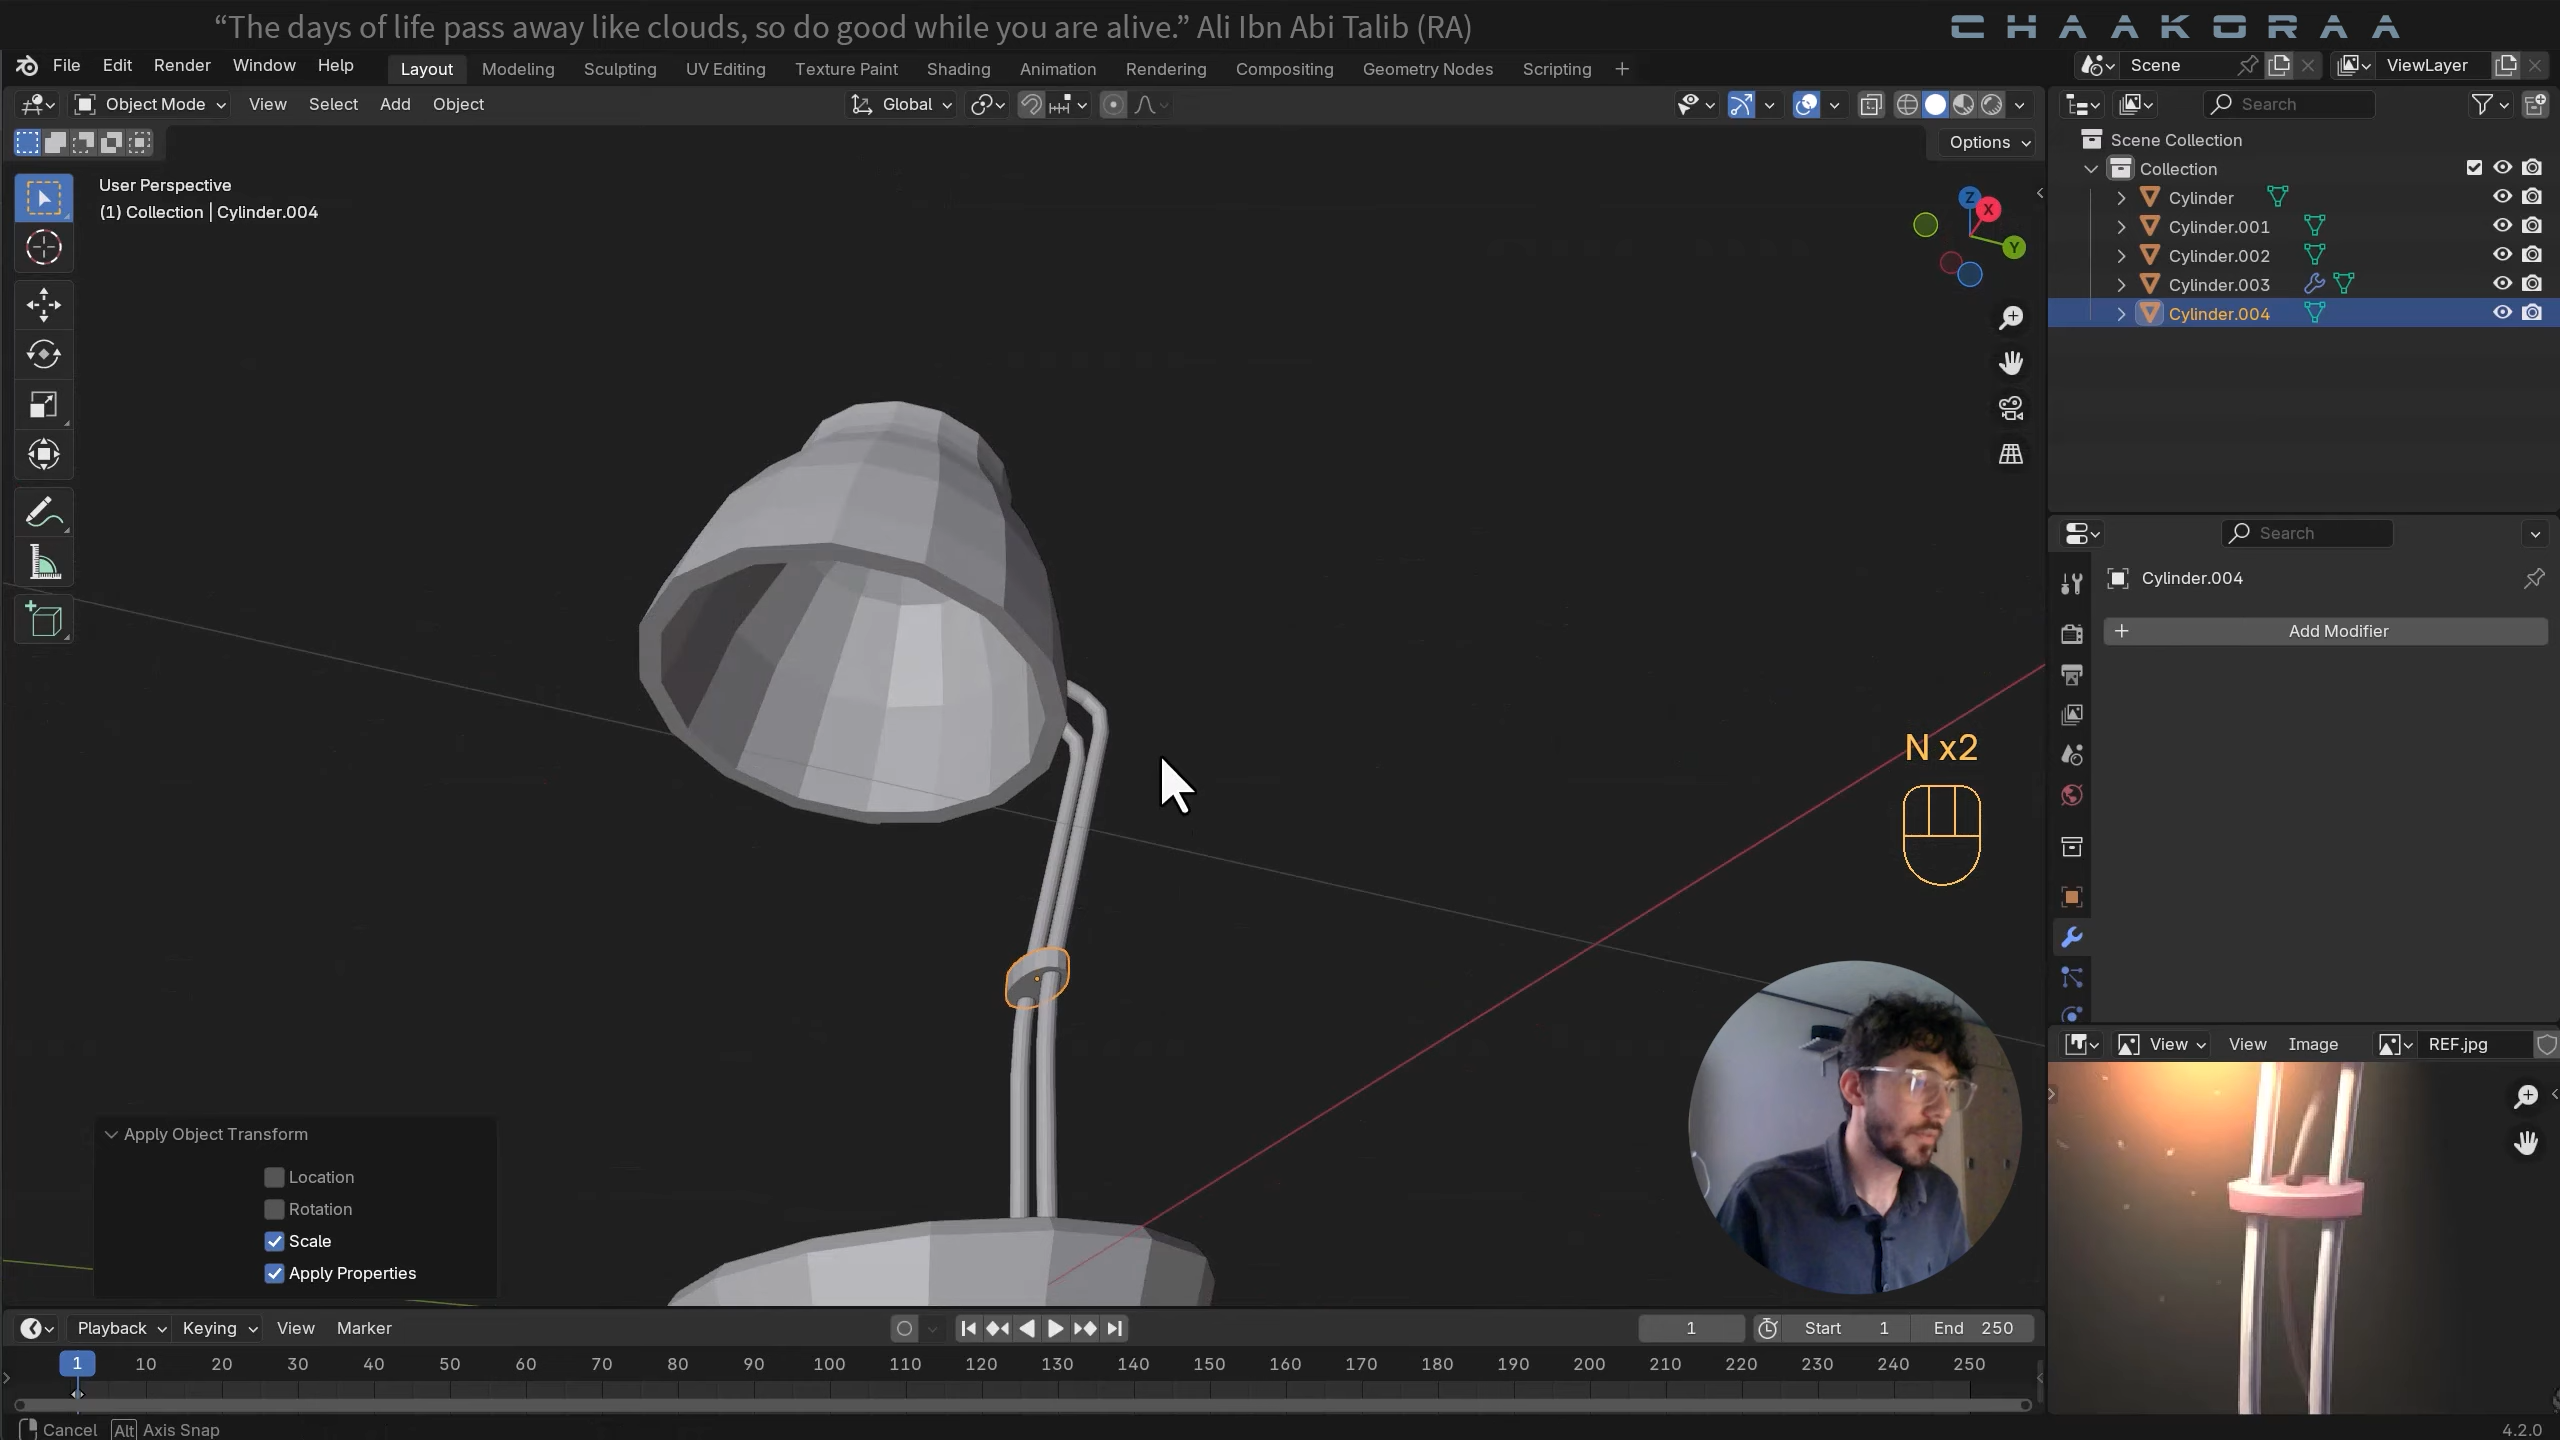 “The days of life pass away like clouds, so do good while you are alive.” Ali Ibn Abi Talib (RA)
CHAAKORAA
File Edit Render Window Help
Layout Modeling Sculpting UV Editing Texture Paint Shading Animation Rendering Compositing Geometry Nodes Scripting +
Scene
ViewLayer
Object Mode View Select Add Object
Global
Search
Options
User Perspective
(1) Collection | Cylinder.004
Z
X
Y
Scene Collection
Collection
Cylinder
Cylinder.001
Cylinder.002
Cylinder.003
Cylinder.004
Search
Cylinder.004
+ Add Modifier
N x2
View View Image REF.jpg
Apply Object Transform
Location
Rotation
Scale
Apply Properties
Playback Keying View Marker
1 Start 1 End 250
1 10 20 30 40 50 60 70 80 90 100 110 120 130 140 150 160 170 180 190 200 210 220 230 240 250
Cancel Alt Axis Snap
4.2.0